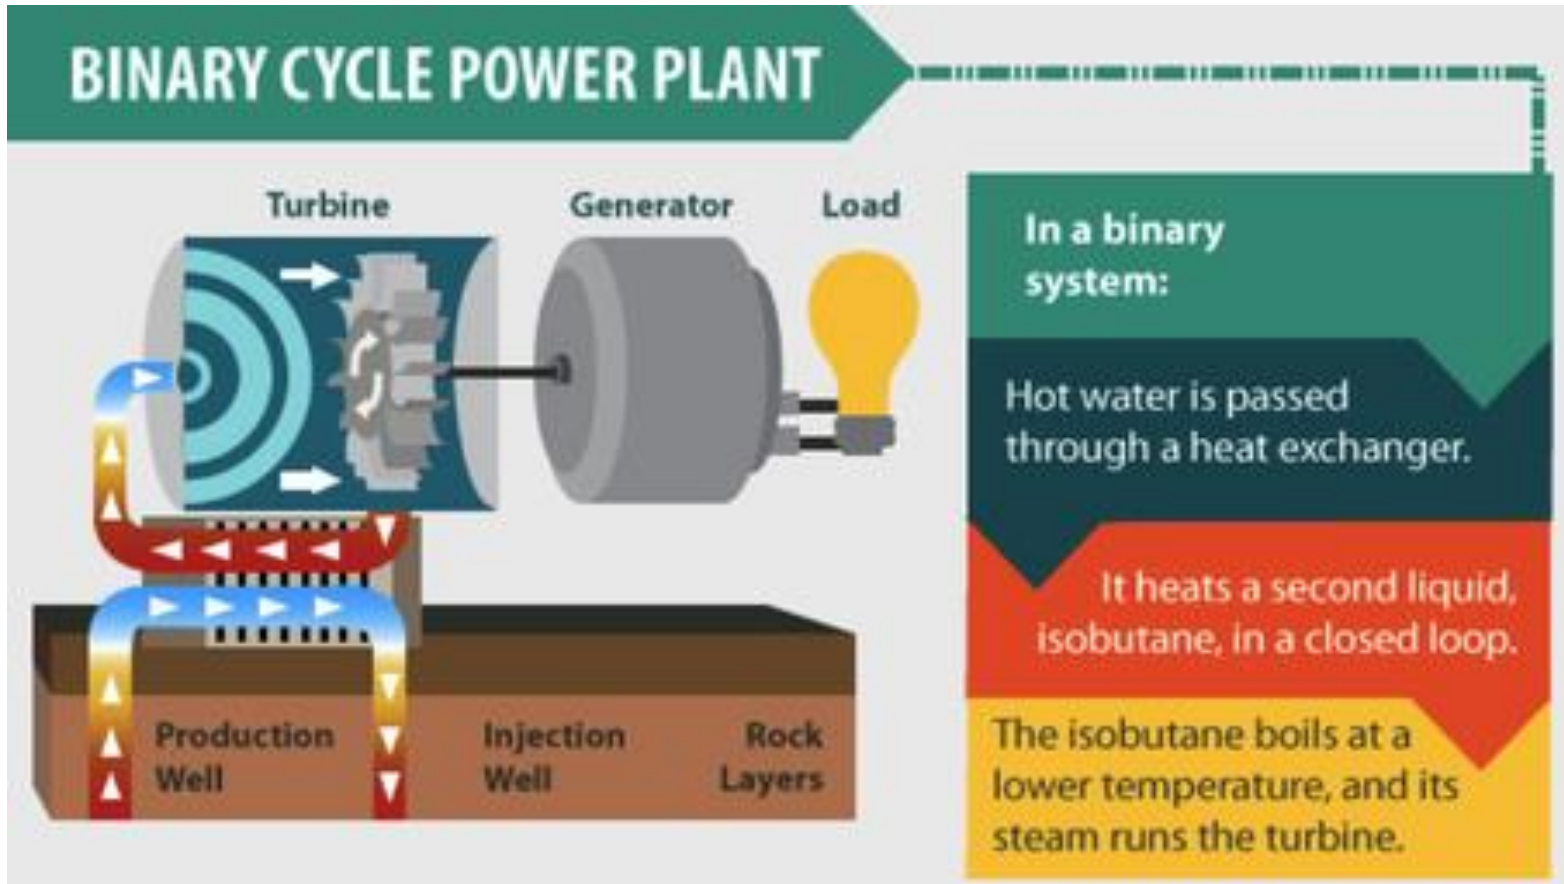 BINARY CYCLE POWER PLANT
Turbine
Generator
Load
Production
Well
Injection
Well
Rock
Layers
In a binary
system:
Hot water is passed
through a heat exchanger.
It heats a second liquid,
isobutane, in a closed loop.
The isobutane boils at a
lower temperature, and its
steam runs the turbine.